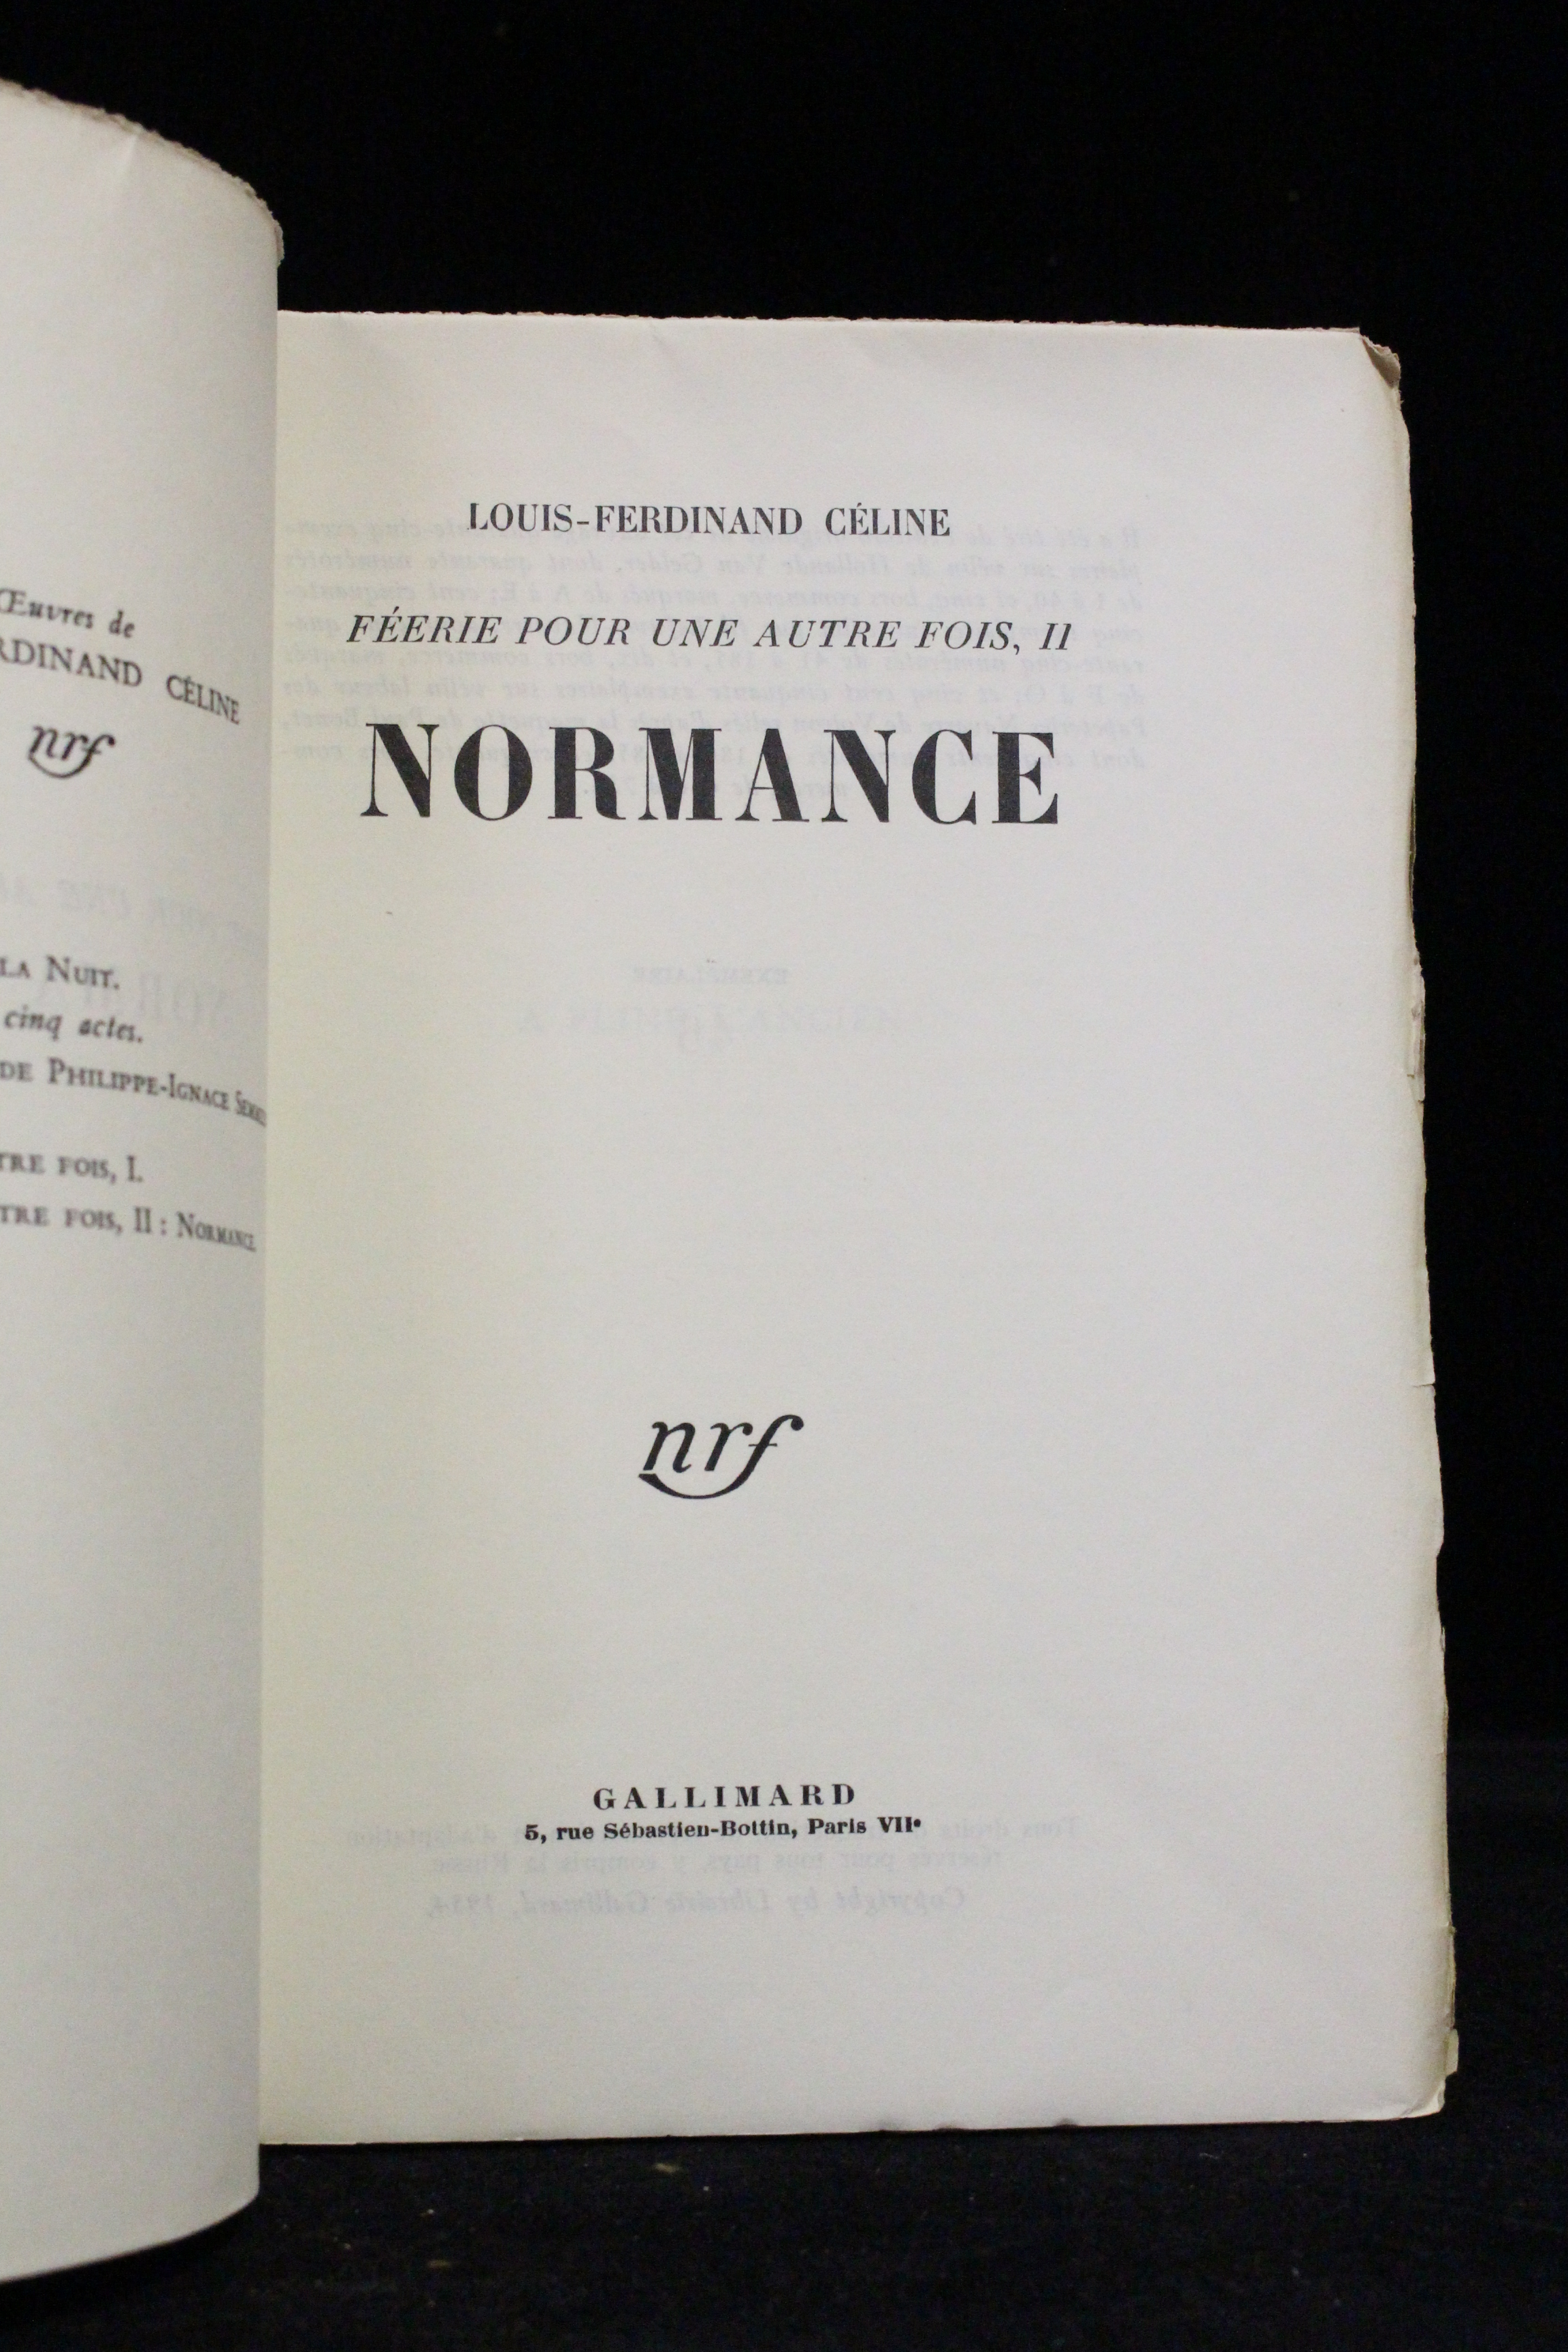 Œuvres de
RDINAND CÉLINE
nrf
LA NUIT.
cinq actes.
DE PHILIPPE-IGNACE
TRE FOIS, I.
TRE FOIS, II : NORMANCE
LOUIS-FERDINAND CÉLINE
FÉERIE POUR UNE AUTRE FOIS, II
NORMANCE
nrf
GALLIMARD
5, rue Sébastien-Bottin, Paris VIIe